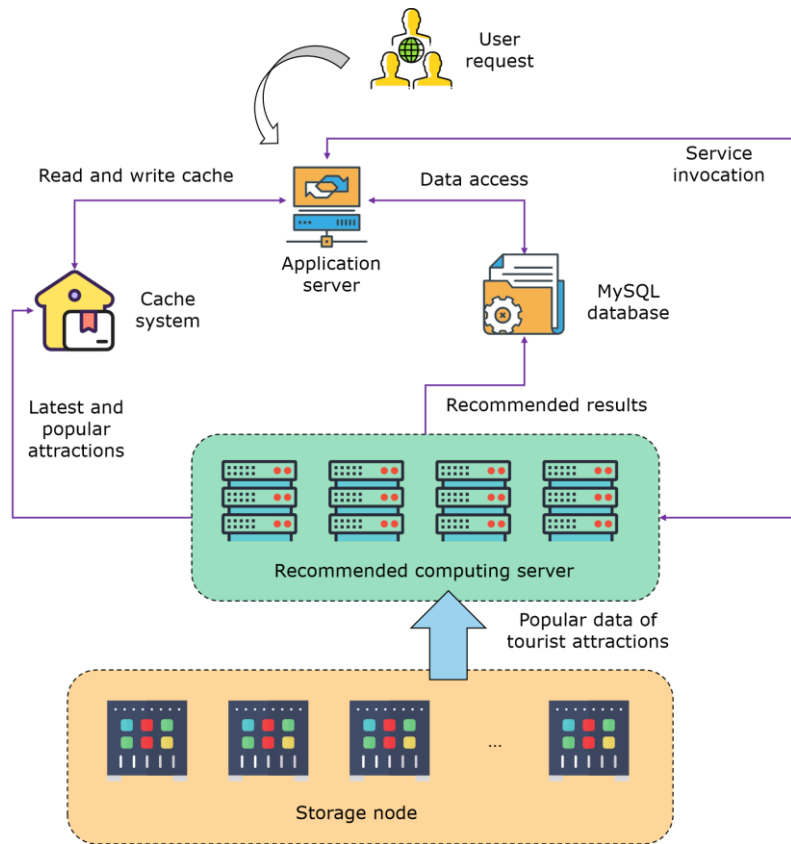 User
request
Service
invocation
Read and write cache
Data access
Application
server
Cache
system
MySQL
database
Latest and
popular
attractions
Recommended results
Recommended computing server
Popular data of
tourist attractions
...
Storage node